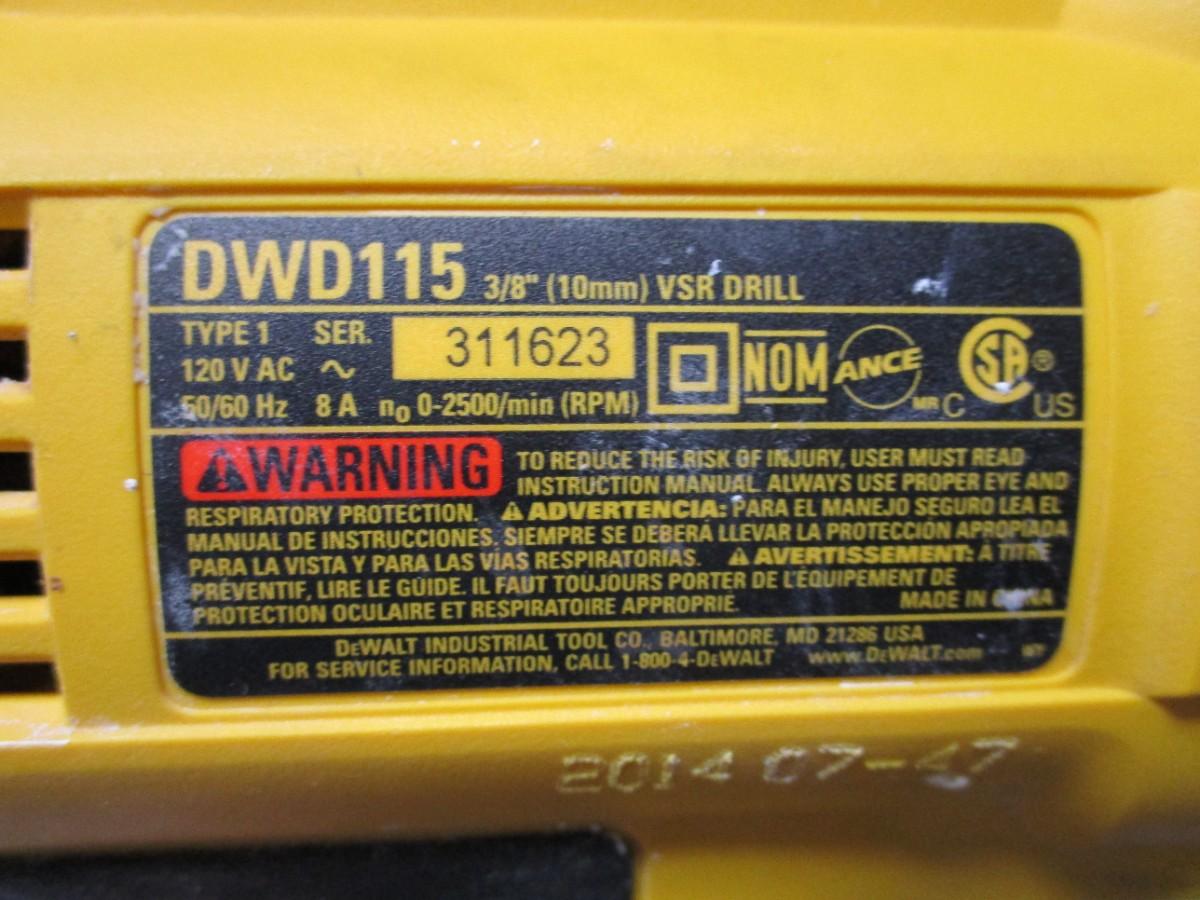 DWD115 3/8" (10mm) VSR DRILL
TYPE 1 SER. 311623
120 V AC ~
50/60 Hz 8 A n₀ 0-2500/min (RPM)
NOM ANCE MR CSA® C US
⚠WARNING TO REDUCE THE RISK OF INJURY, USER MUST READ
INSTRUCTION MANUAL. ALWAYS USE PROPER EYE AND
RESPIRATORY PROTECTION. ⚠ADVERTENCIA: PARA EL MANEJO SEGURO LEA EL
MANUAL DE INSTRUCCIONES. SIEMPRE SE DEBERÁ LLEVAR LA PROTECCIÓN APROPIADA
PARA LA VISTA Y PARA LAS VÍAS RESPIRATORIAS. ⚠AVERTISSEMENT: À TITRE
PRÉVENTIF, LIRE LE GUIDE. IL FAUT TOUJOURS PORTER DE L'ÉQUIPEMENT DE
PROTECTION OCULAIRE ET RESPIRATOIRE APPROPRIÉ. MADE IN CHINA
DEWALT INDUSTRIAL TOOL CO., BALTIMORE, MD 21286 USA
FOR SERVICE INFORMATION, CALL 1-800-4-DEWALT www.DEWALT.com
2014 07-47